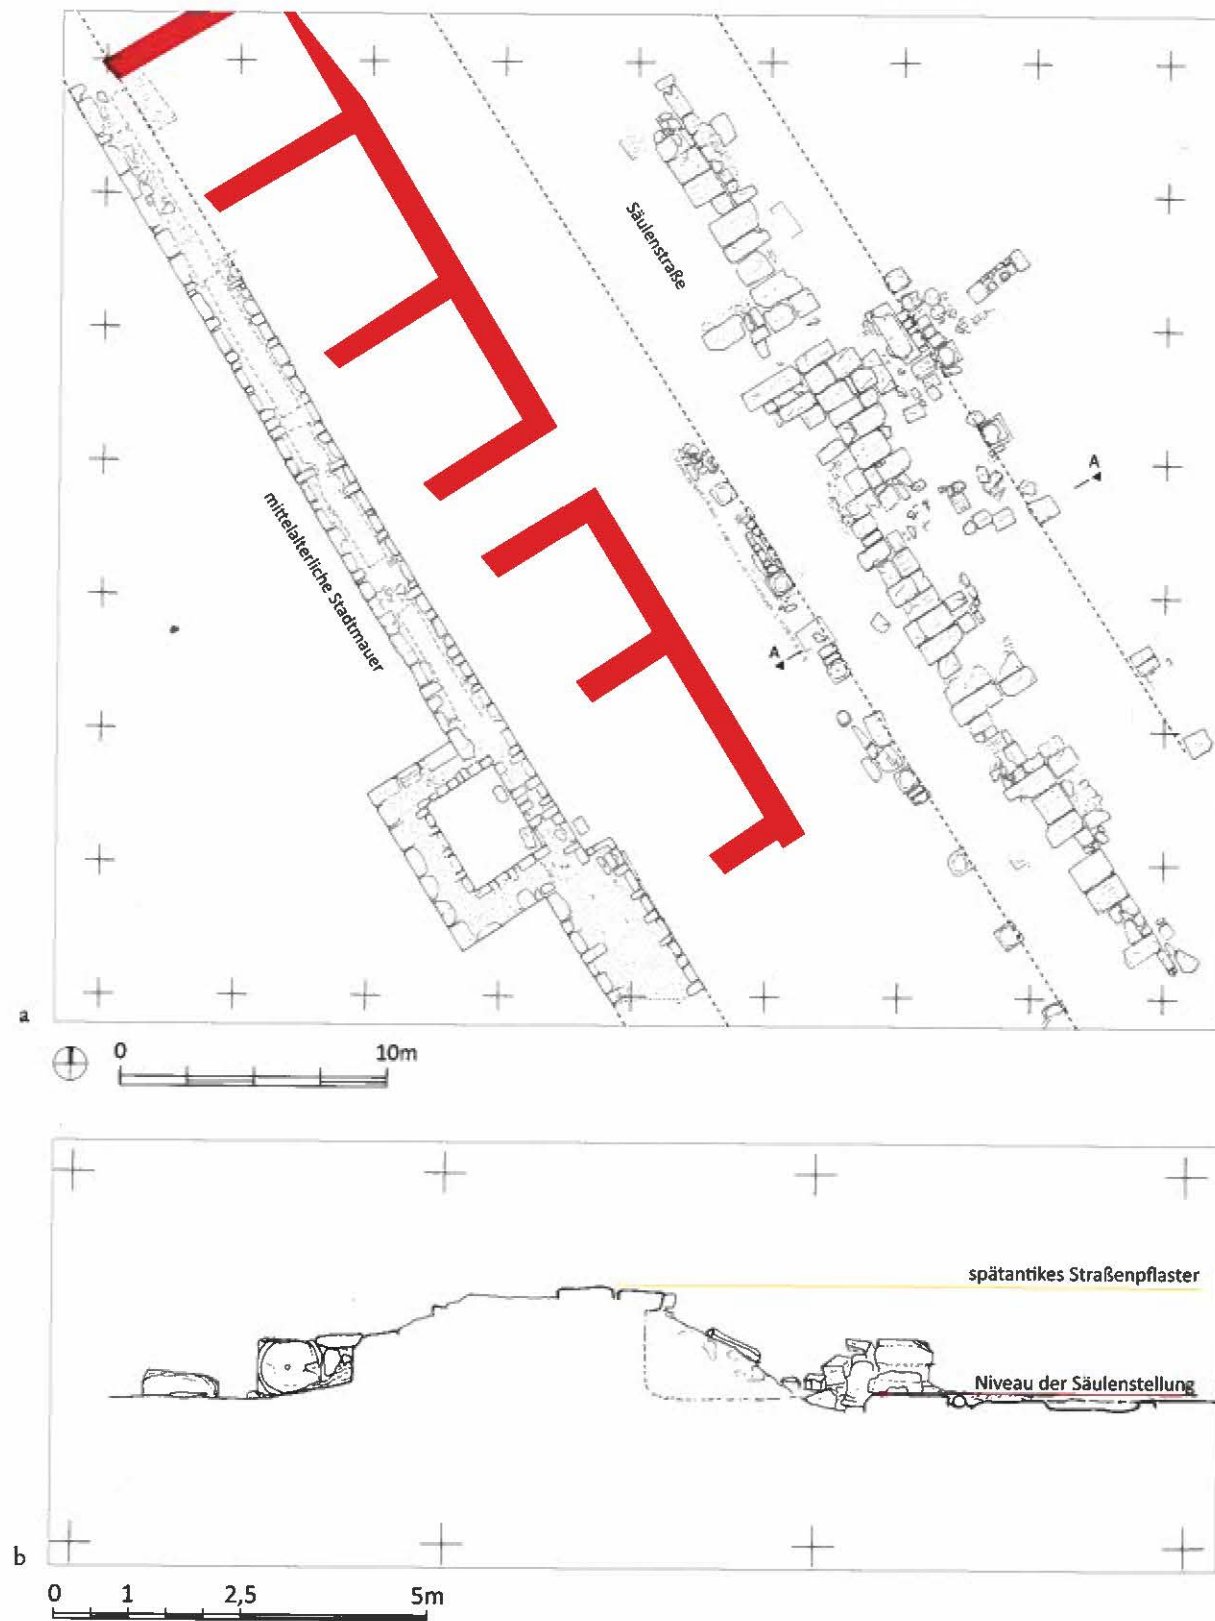 Säulenstraße
A
mittelalterliche Stadtmauer
A
a
0 10m
spätantikes Straßenpflaster
Niveau der Säulenstellung
b
0 1 2,5 5m